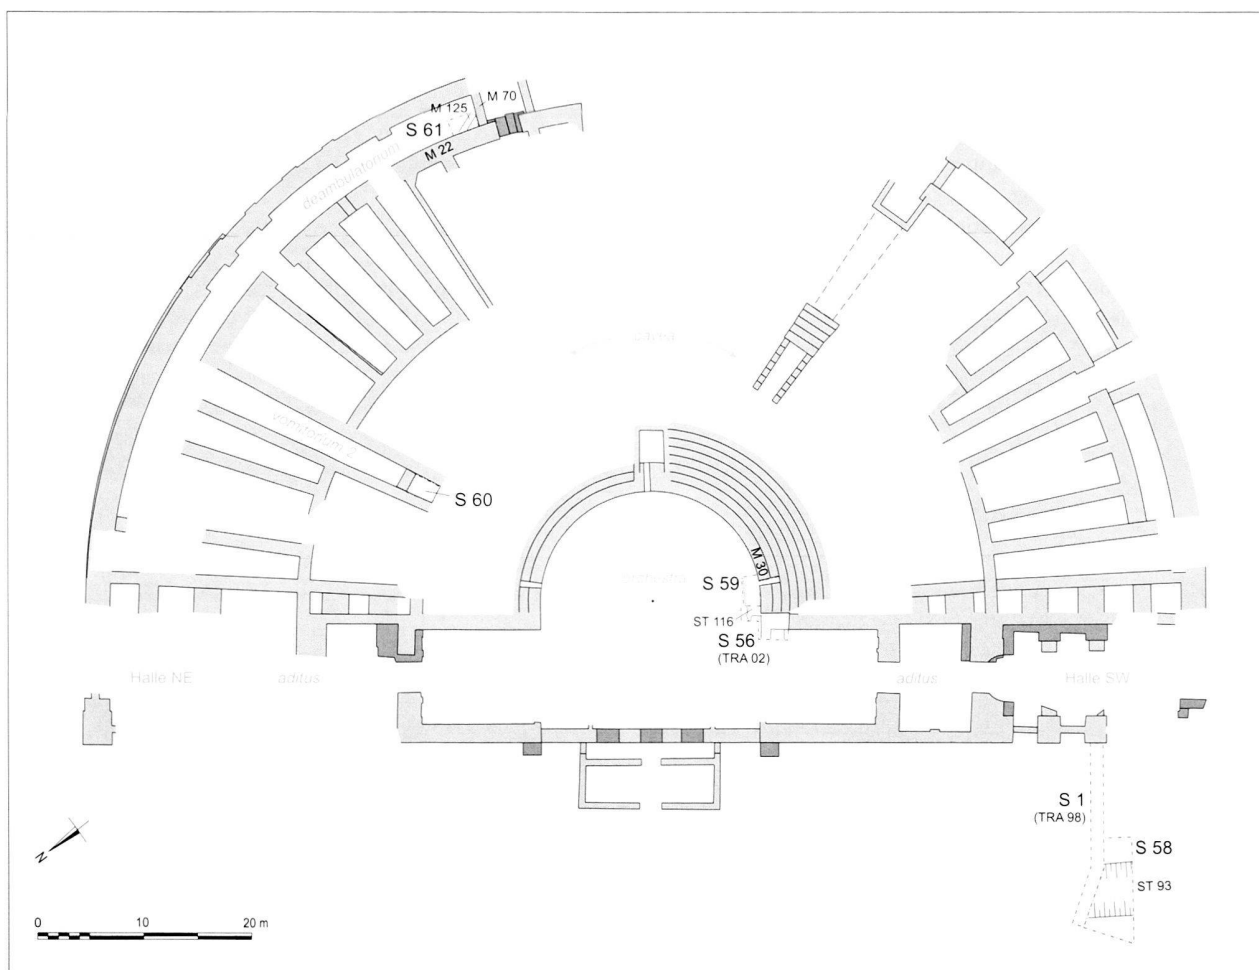 M 70
M 125
S 61
M 22
deambulatorium
cavea
vomitorium 2
S 60
M 30
orchestra
S 59
ST 116
S 56
(TRA 02)
Halle NE
aditus
aditus
Halle SW
S 1
(TRA 98)
S 58
ST 93
N
0 10 20 m